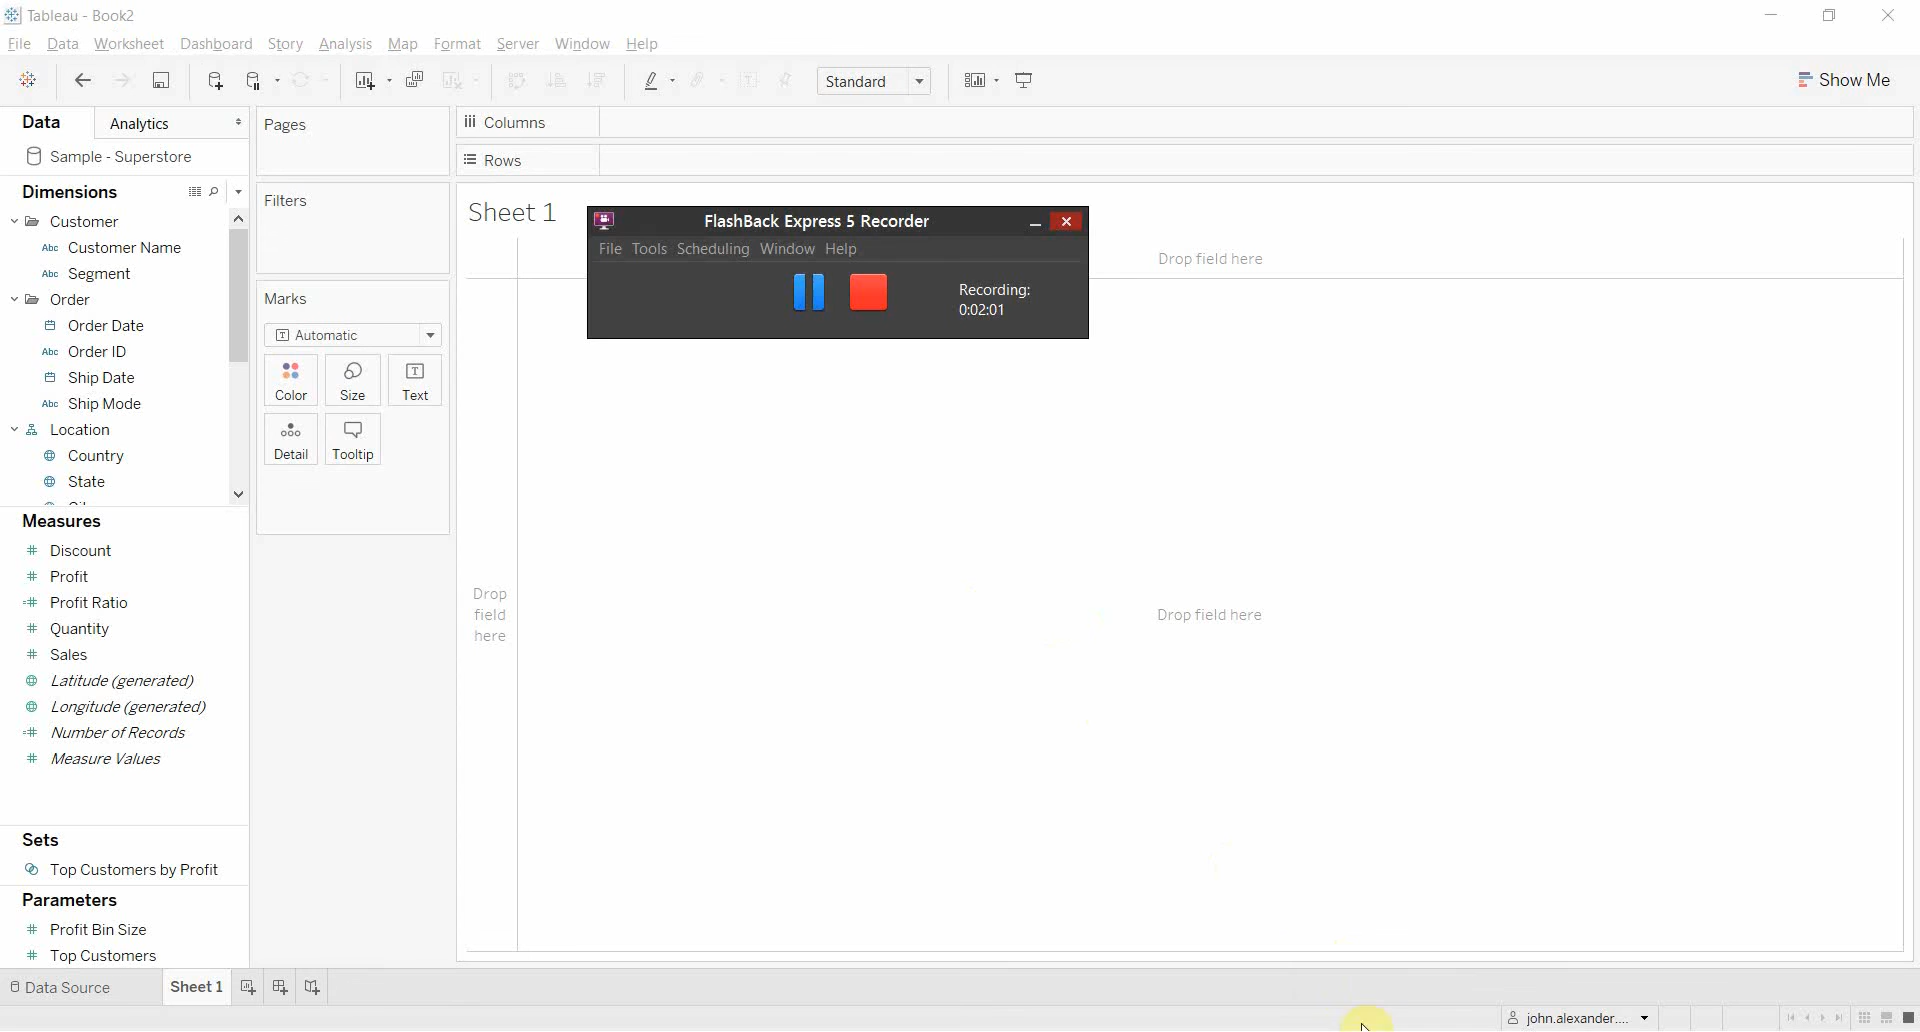 Tableau - Book2
File Data Worksheet Dashboard Story Analysis Map Format Server Window Help
Standard
Show Me
Data
Analytics
Sample - Superstore
Dimensions
Customer
Abc Customer Name
Abc Segment
Order
Order Date
Abc Order ID
Ship Date
Abc Ship Mode
Location
Country
State
Measures
Discount
Profit
Profit Ratio
Quantity
Sales
Latitude (generated)
Longitude (generated)
Number of Records
Measure Values
Sets
Top Customers by Profit
Parameters
Profit Bin Size
Top Customers
Pages
Filters
Marks
Automatic
Color
Size
Text
Detail
Tooltip
Columns
Rows
Sheet 1
Drop field here
Drop
field
here
Drop field here
FlashBack Express 5 Recorder
File Tools Scheduling Window Help
Recording:
0:02:01
Data Source
Sheet 1
john.alexander....